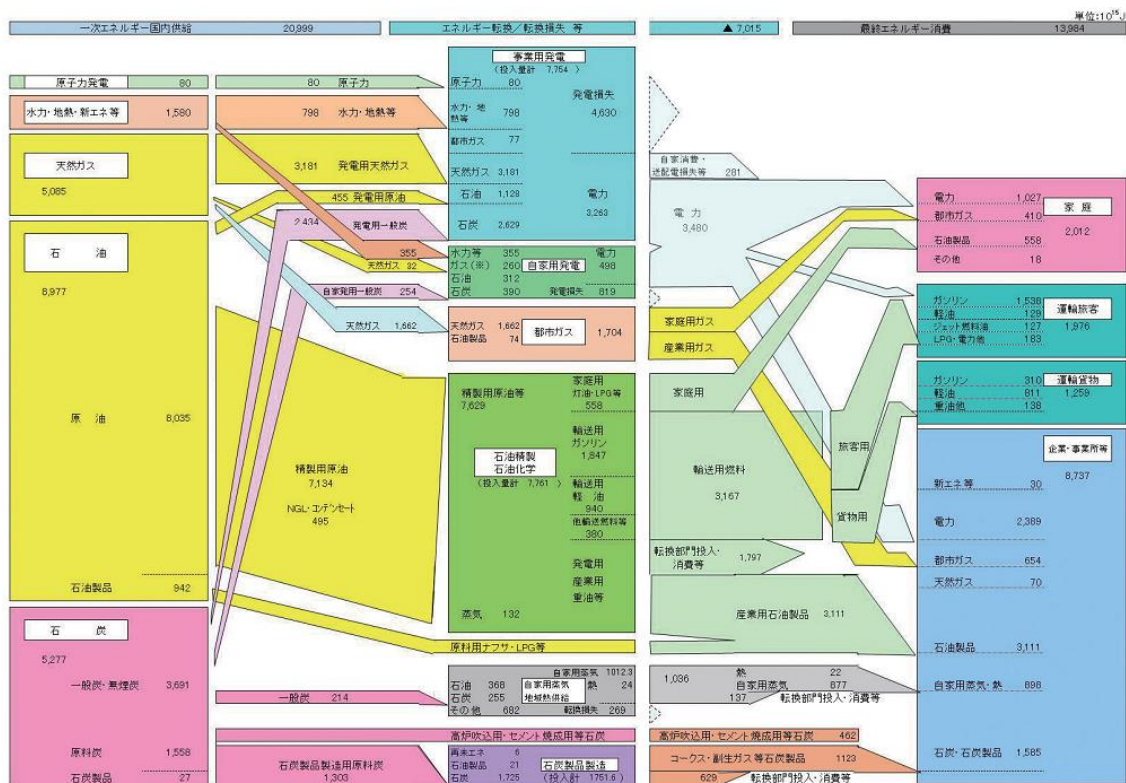 単位:10¹⁵J
一次エネルギー国内供給 20,999
エネルギー転換/転換損失 等
▲ 7,015
最終エネルギー消費 13,984
原子力発電 80
水力・地熱・新エネ等 1,580
天然ガス
5,085
石 油
8,977
原 油 8,035
石油製品 942
石 炭
5,277
一般炭・無煙炭 3,691
原料炭 1,558
石炭製品 27
80 原子力
798 水力・地熱等
3,181 発電用天然ガス
455 発電用原油
2,434 発電用一般炭
355
天然ガス 32
自家発用一般炭 254
天然ガス 1,662
精製用原油
7,134
NGL・コンデンセート
495
原料用ナフサ・LPG等
一般炭 214
高炉吹込用・セメント焼成用等石炭
石炭製品製造用原料炭
1,303
事業用発電
(投入量計 7,754)
原子力 80
発電損失
4,630
水力・地熱等 798
都市ガス 77
天然ガス 3,181
石油 1,128
電力
3,263
石炭 2,629
水力等 355
ガス(※) 260
石油 312
石炭 390
自家用発電
電力
498
発電損失 819
天然ガス 1,662
石油製品 74
都市ガス 1,704
精製用原油等
7,629
家庭用
灯油・LPG等
558
輸送用
ガソリン
1,847
石油精製
石油化学
(投入量計 7,761)
輸送用
軽 油
940
他輸送燃料等
380
発電用
産業用
重油等
蒸気 132
自家用蒸気 1012.3
石油 368
石炭 255
その他 682
自家用蒸気
地域熱供給
熱 24
転換損失 269
再未エネ 6
石油製品 21
石炭 1,725
石炭製品製造
(投入計 1751.6)
自家消費・
送配電損失等 281
電 力
3,480
家庭用ガス
産業用ガス
家庭用
輸送用燃料
3,167
旅客用
貨物用
転換部門投入・
消費等 1,797
産業用石油製品 3,111
1,036
熱 22
自家用蒸気 877
137 転換部門投入・消費等
高炉吹込用・セメント焼成用等石炭 462
コークス・副生ガス等石炭製品 1123
629 転換部門投入・消費等
電力 1,027
都市ガス 410
石油製品 558
その他 18
家 庭
2,012
ガソリン 1,538
軽油 129
ジェット燃料油 127
LPG・電力他 183
運輸旅客
1,976
ガソリン 310
軽油 811
重油他 138
運輸貨物
1,259
企業・事業所等
8,737
新エネ等 30
電力 2,389
都市ガス 654
天然ガス 70
石油製品 3,111
自家用蒸気・熱 898
石炭・石炭製品 1,585